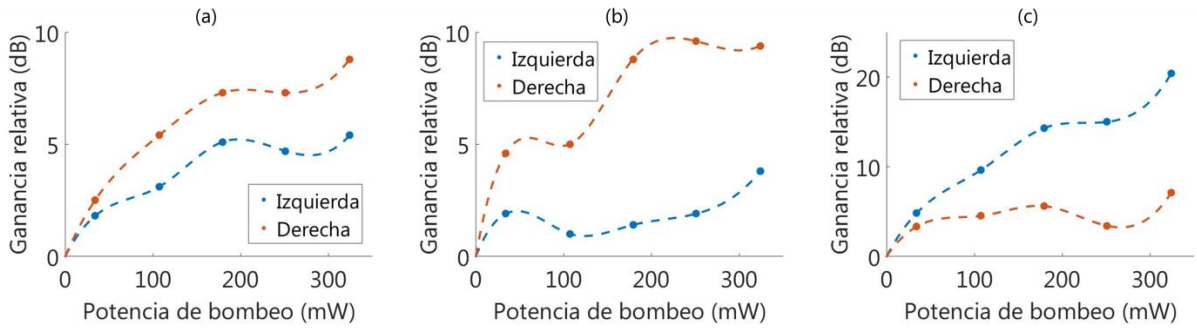 (a)
Ganancia relativa (dB)
10
5
0
Izquierda
Derecha
0 100 200 300
Potencia de bombeo (mW)
(b)
Ganancia relativa (dB)
10
5
0
Izquierda
Derecha
0 100 200 300
Potencia de bombeo (mW)
(c)
Ganancia relativa (dB)
20
10
0
Izquierda
Derecha
0 100 200 300
Potencia de bombeo (mW)